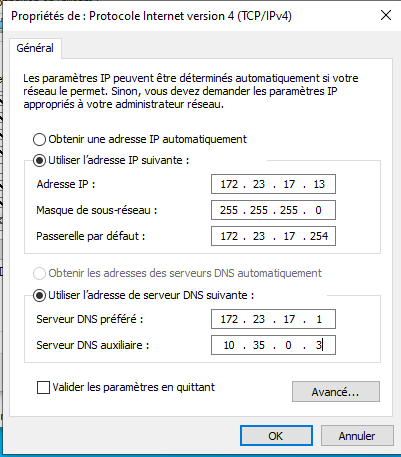 Propriétés de : Protocole Internet version 4 (TCP/IPv4)
Général
Les paramètres IP peuvent être déterminés automatiquement si votre
réseau le permet. Sinon, vous devez demander les paramètres IP
appropriés à votre administrateur réseau.
Obtenir une adresse IP automatiquement
Utiliser l'adresse IP suivante :
Adresse IP : 172 . 23 . 17 . 13
Masque de sous-réseau : 255 . 255 . 255 . 0
Passerelle par défaut : 172 . 23 . 17 . 254
Obtenir les adresses des serveurs DNS automatiquement
Utiliser l'adresse de serveur DNS suivante :
Serveur DNS préféré : 172 . 23 . 17 . 1
Serveur DNS auxiliaire : 10 . 35 . 0 . 3
Valider les paramètres en quittant
Avancé...
OK Annuler